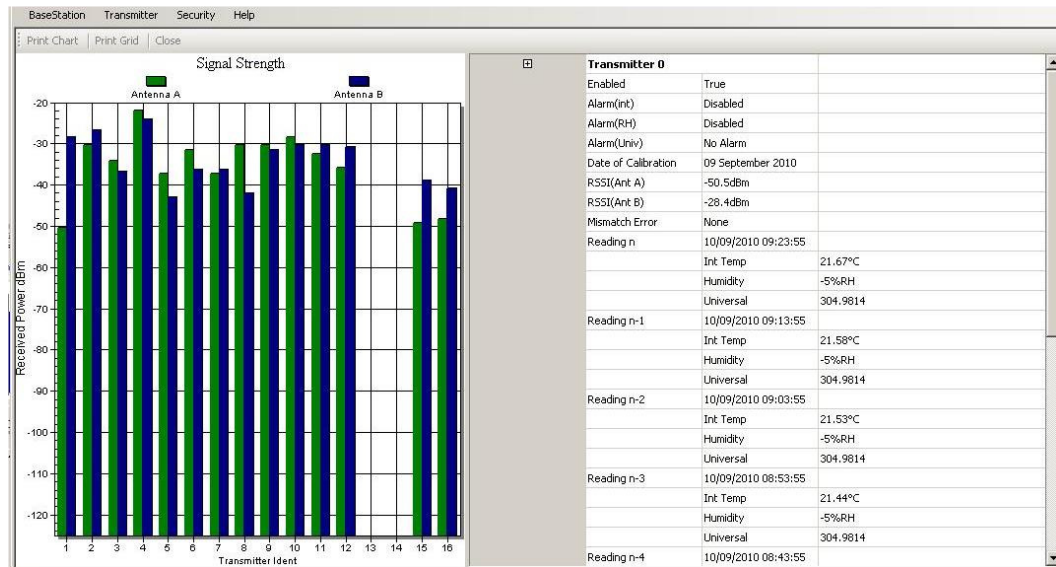 BaseStation Transmitter Security Help
Print Chart Print Grid Close
Signal Strength
Antenna A Antenna B
-20
-30
-40
-50
-60
-70
-80
-90
-100
-110
-120
Received Power dBm
1 2 3 4 5 6 7 8 9 10 11 12 13 14 15 16
Transmitter Ident
Transmitter 0
Enabled True
Alarm(int) Disabled
Alarm(RH) Disabled
Alarm(Univ) No Alarm
Date of Calibration 09 September 2010
RSSI(Ant A) -50.5dBm
RSSI(Ant B) -28.4dBm
Mismatch Error None
Reading n 10/09/2010 09:23:55
Int Temp 21.67°C
Humidity -5%RH
Universal 304.9814
Reading n-1 10/09/2010 09:13:55
Int Temp 21.58°C
Humidity -5%RH
Universal 304.9814
Reading n-2 10/09/2010 09:03:55
Int Temp 21.53°C
Humidity -5%RH
Universal 304.9814
Reading n-3 10/09/2010 08:53:55
Int Temp 21.44°C
Humidity -5%RH
Universal 304.9814
Reading n-4 10/09/2010 08:43:55